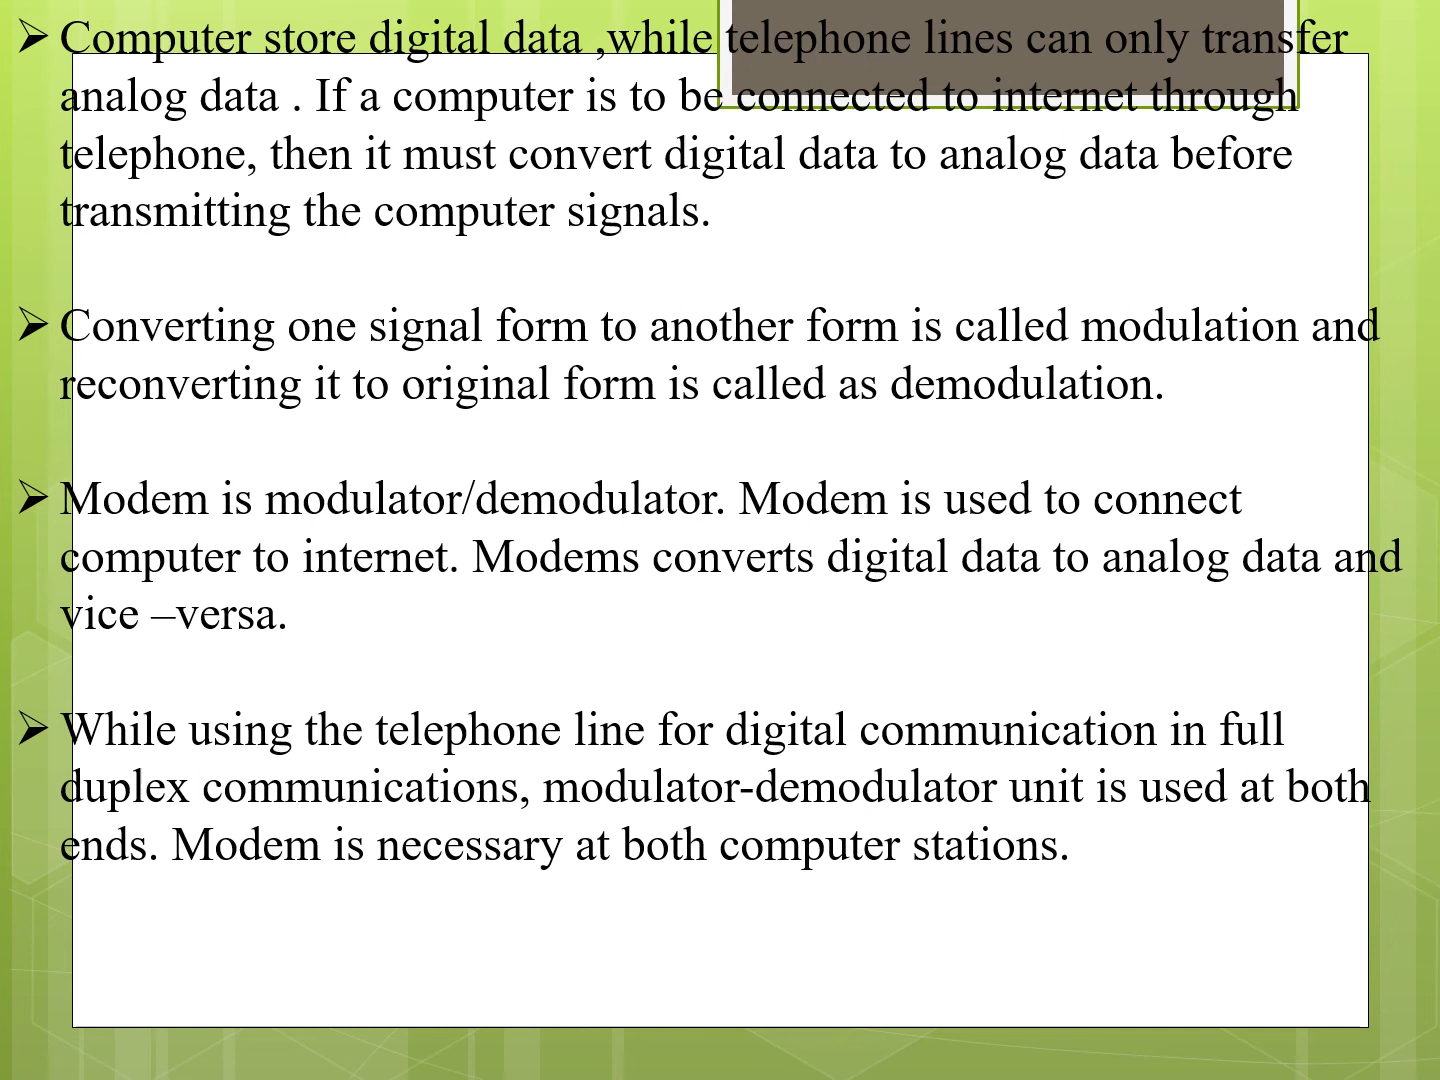 ➢ Computer store digital data ,while telephone lines can only transfer
analog data . If a computer is to be connected to internet through
telephone, then it must convert digital data to analog data before
transmitting the computer signals.
➢ Converting one signal form to another form is called modulation and
reconverting it to original form is called as demodulation.
➢ Modem is modulator/demodulator. Modem is used to connect
computer to internet. Modems converts digital data to analog data and
vice –versa.
➢ While using the telephone line for digital communication in full
duplex communications, modulator-demodulator unit is used at both
ends. Modem is necessary at both computer stations.